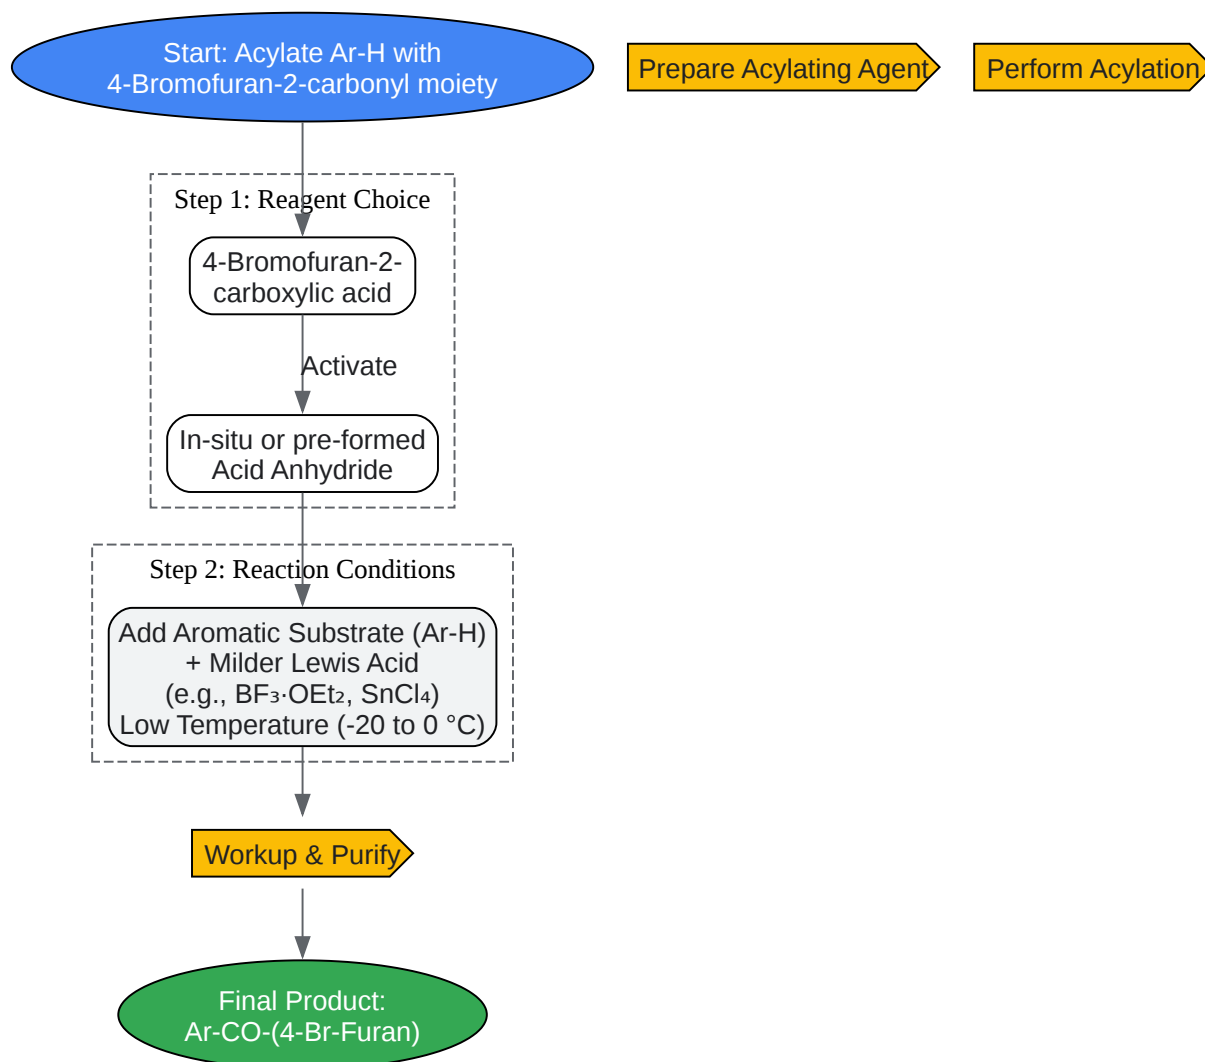 Start: Acylate Ar-H with
4-Bromofuran-2-carbonyl moiety
Prepare Acylating Agent
Perform Acylation
Step 1: Reagent Choice
4-Bromofuran-2-
carboxylic acid
Activate
In-situ or pre-formed
Acid Anhydride
Step 2: Reaction Conditions
Add Aromatic Substrate (Ar-H)
+ Milder Lewis Acid
(e.g., BF₃·OEt₂, SnCl₄)
Low Temperature (-20 to 0 °C)
Workup & Purify
Final Product:
Ar-CO-(4-Br-Furan)